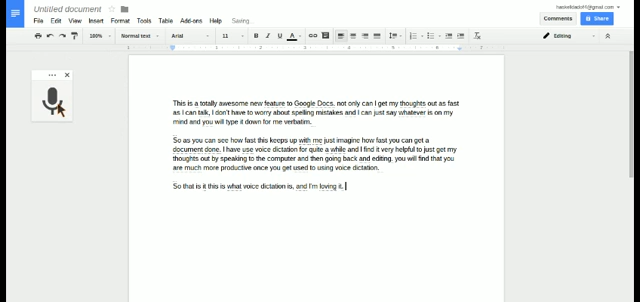 Untitled document
File Edit View Insert Format Tools Table Add-ons Help Saving...
Comments Share
100% Normal text Arial 11 B I U A Editing
This is a totally awesome new feature to Google Docs. not only can I get my thoughts out as fast
as I can talk, I don't have to worry about spelling mistakes and I can just say whatever is on my
mind and you will type it down for me verbatim.
So as you can see how fast this keeps up with me just imagine how fast you can get a
document done. I have use voice dictation for quite a while and I find it very helpful to just get my
thoughts out by speaking to the computer and then going back and editing. you will find that you
are much more productive once you get used to using voice dictation.
So that is it this is what voice dictation is, and I'm loving it.